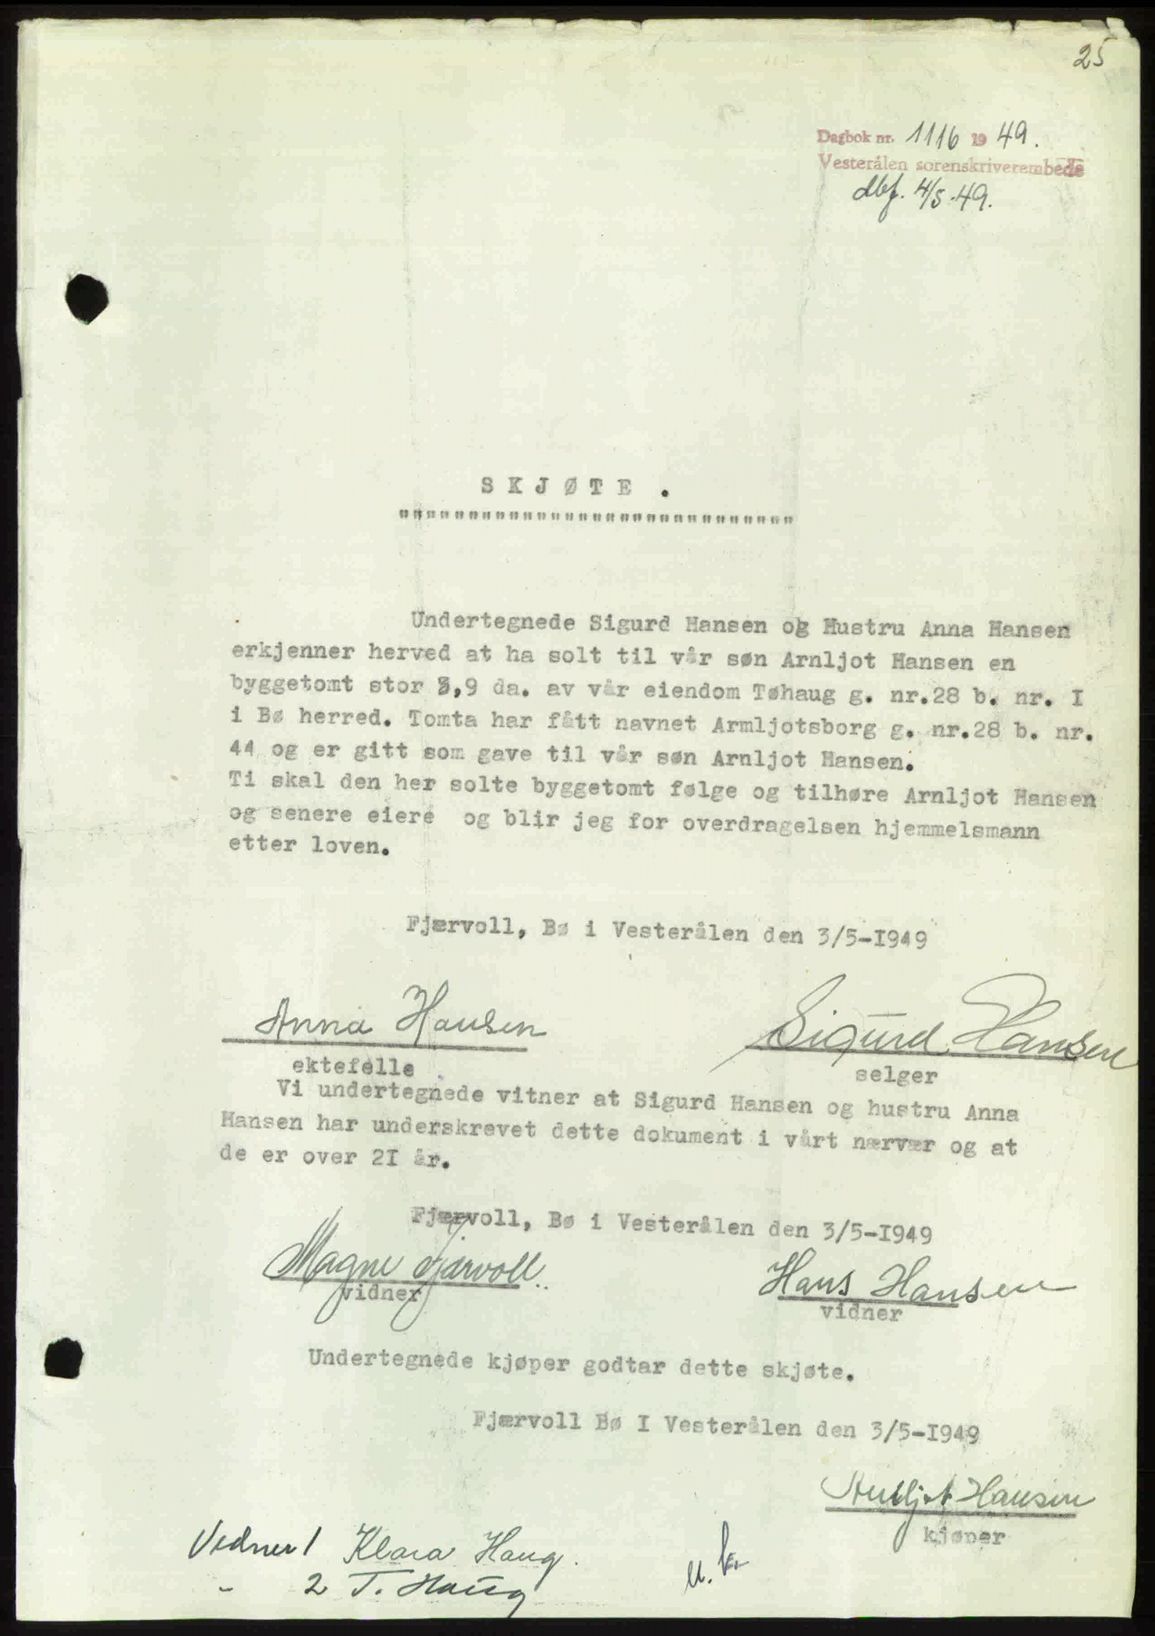 25
Dagbok nr. 1116 1949.
Vesterålen sorenskriverembede
dbf. 4/5-49.
SKJØTE.
"""""""""""""""""""""""""""""
Undertegnede Sigurd Hansen og Hustru Anna Hansen
erkjenner herved at ha solt til vår søn Arnljot Hansen en
byggetomt stor 3,9 da. av vår eiendom Tøhaug g. nr.28 b. nr. I
i Bø herred. Tomta har fått navnet Armljotsborg g. nr.28 b. nr.
44 og er gitt som gave til vår søn Arnljot Hansen.
Ti skal den her solte byggetomt følge og tilhøre Arnljot Hansen
og senere eiere og blir jeg for overdragelsen hjemmelsmann
etter loven.
Fjærvoll, Bø i Vesterålen den 3/5-I949
Anna Hansen Sigurd Hansen
ektefelle selger
Vi undertegnede vitner at Sigurd Hansen og hustru Anna
Hansen har underskrevet dette dokument i vårt nærvær og at
de er over 2I år.
Fjærvoll, Bø i Vesterålen den 3/5-I949
Magne Fjærvoll Hans Hansen
vidner vidner
Undertegnede kjøper godtar dette skjøte.
Fjærvoll Bø I Vesterålen den 3/5-I949
Arnljot Hansen
kjøper
Vidner 1 Klara Haug.
" 2 T. Haug